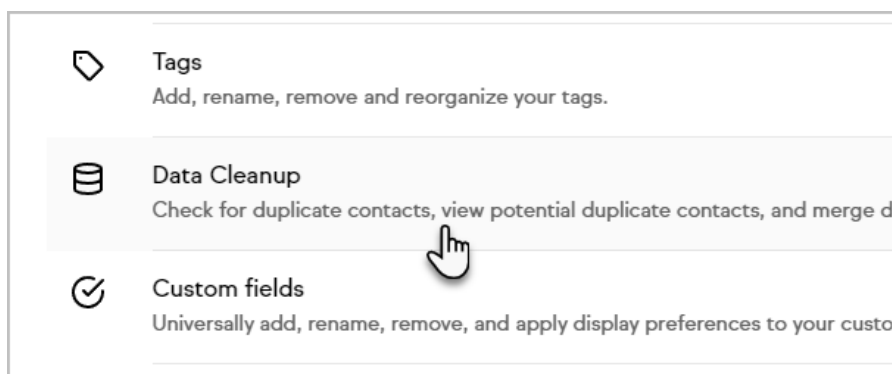 Tags
Add, rename, remove and reorganize your tags.
Data Cleanup
Check for duplicate contacts, view potential duplicate contacts, and merge
Custom fields
Universally add, rename, remove, and apply display preferences to your